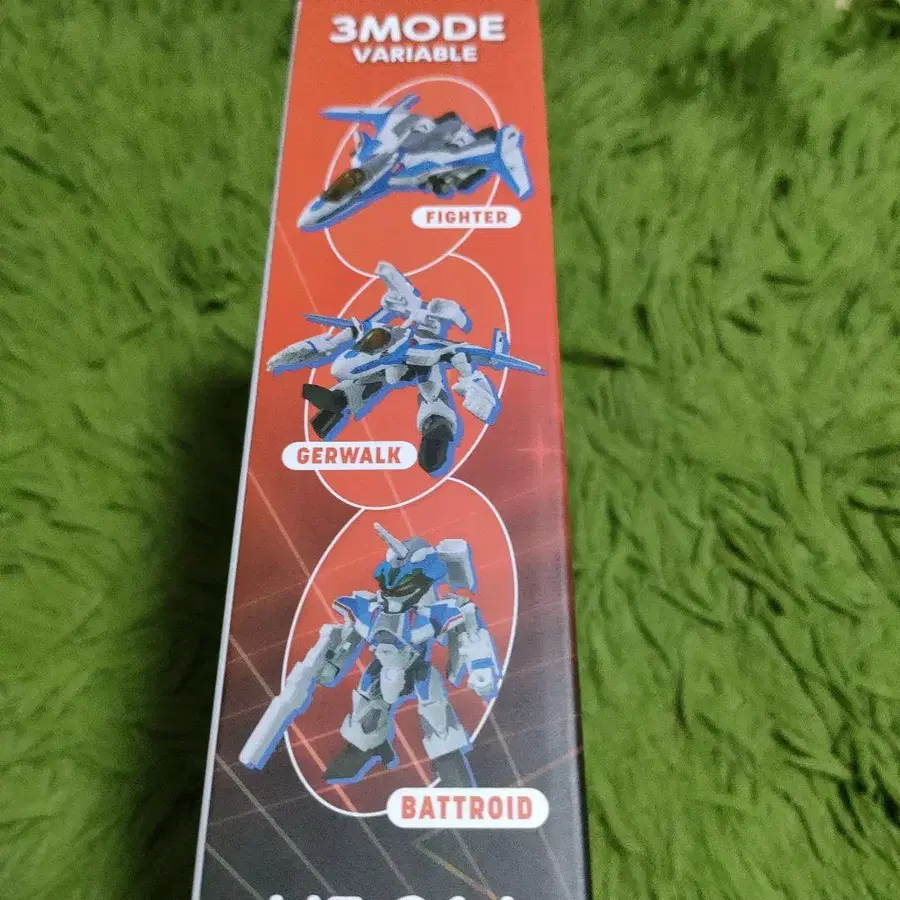 3MODE
VARIABLE
FIGHTER
GERWALK
BATTROID